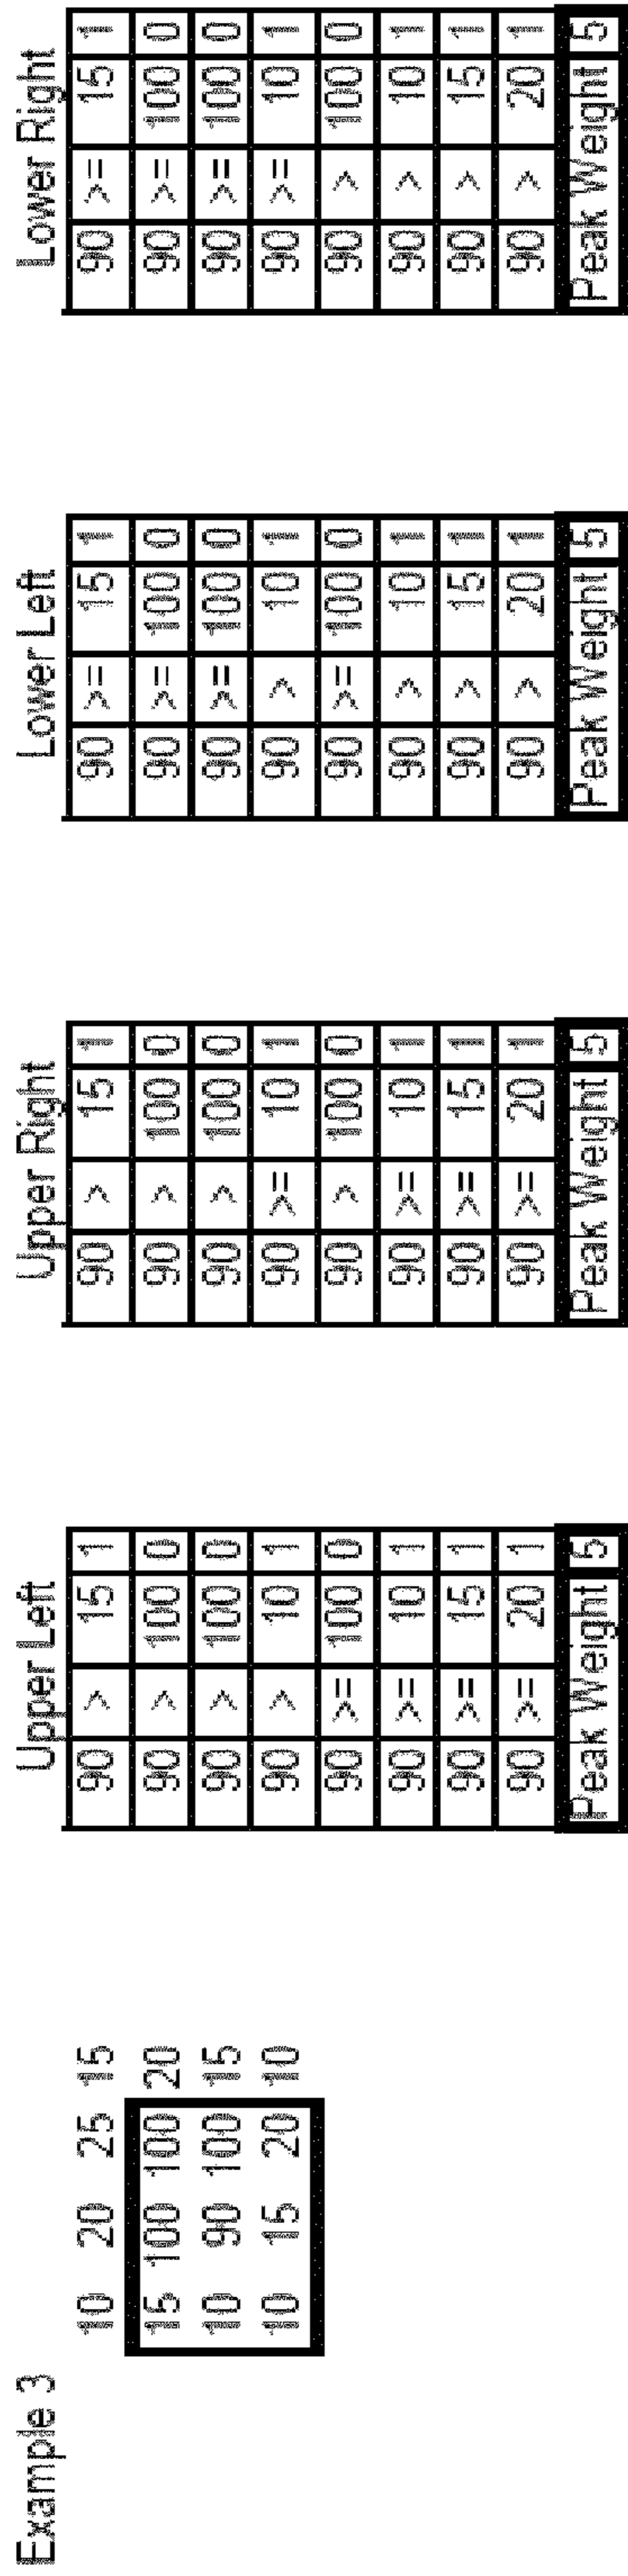 Example 3 Upper Left Upper Right Lower Left Lower Right
10 20 25 15 90 > 15 1 90 > 15 1 90 >= 15 1 90 >= 15 1
15 100 100 20 90 > 100 0 90 > 100 0 90 >= 100 0 90 >= 100 0
10 90 100 15 90 > 100 0 90 > 100 0 90 >= 100 0 90 >= 100 0
10 15 20 10 90 > 10 1 90 >= 10 1 90 > 10 1 90 >= 10 1
90 >= 100 0 90 > 100 0 90 >= 100 0 90 > 100 0
90 >= 10 1 90 >= 10 1 90 > 10 1 90 > 10 1
90 >= 15 1 90 >= 15 1 90 > 15 1 90 > 15 1
90 >= 20 1 90 >= 20 1 90 > 20 1 90 > 20 1
Peak Weight 5 Peak Weight 5 Peak Weight 5 Peak Weight 5